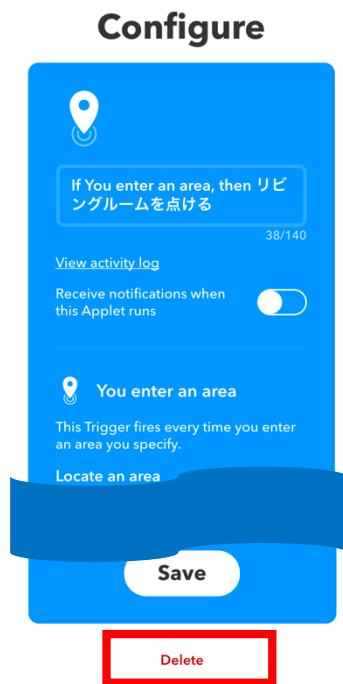 Configure
If You enter an area, then リビ
ングルームを点ける
38/140
View activity log
Receive notifications when
this Applet runs
You enter an area
This Trigger fires every time you enter
an area you specify.
Locate an area
Save
Delete